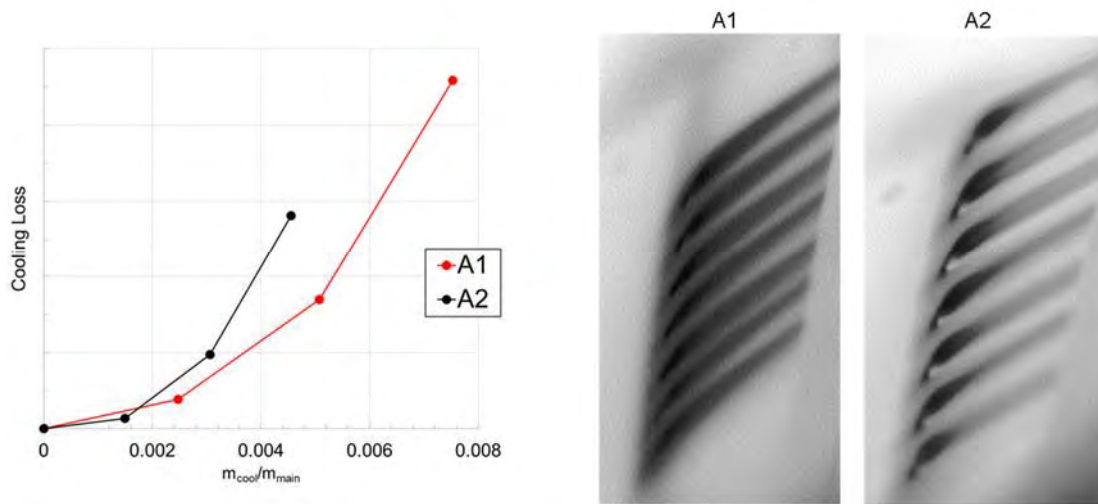 Cooling Loss
A1
A2
0
0.002
0.004
0.006
0.008
m_cool/m_main
A1
A2